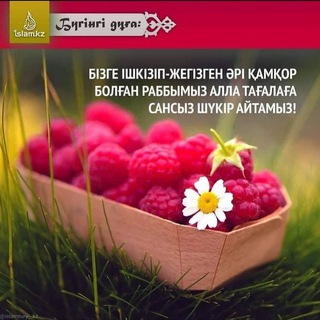 islam.kz
Бүгінгі дұға:
БІЗГЕ ІШКІЗІП-ЖЕГІЗГЕН ӘРІ ҚАМҚОР
БОЛҒАН РАББЫМЫЗ АЛЛА ТАҒАЛАҒА
САНСЫЗ ШҮКІР АЙТАМЫЗ!